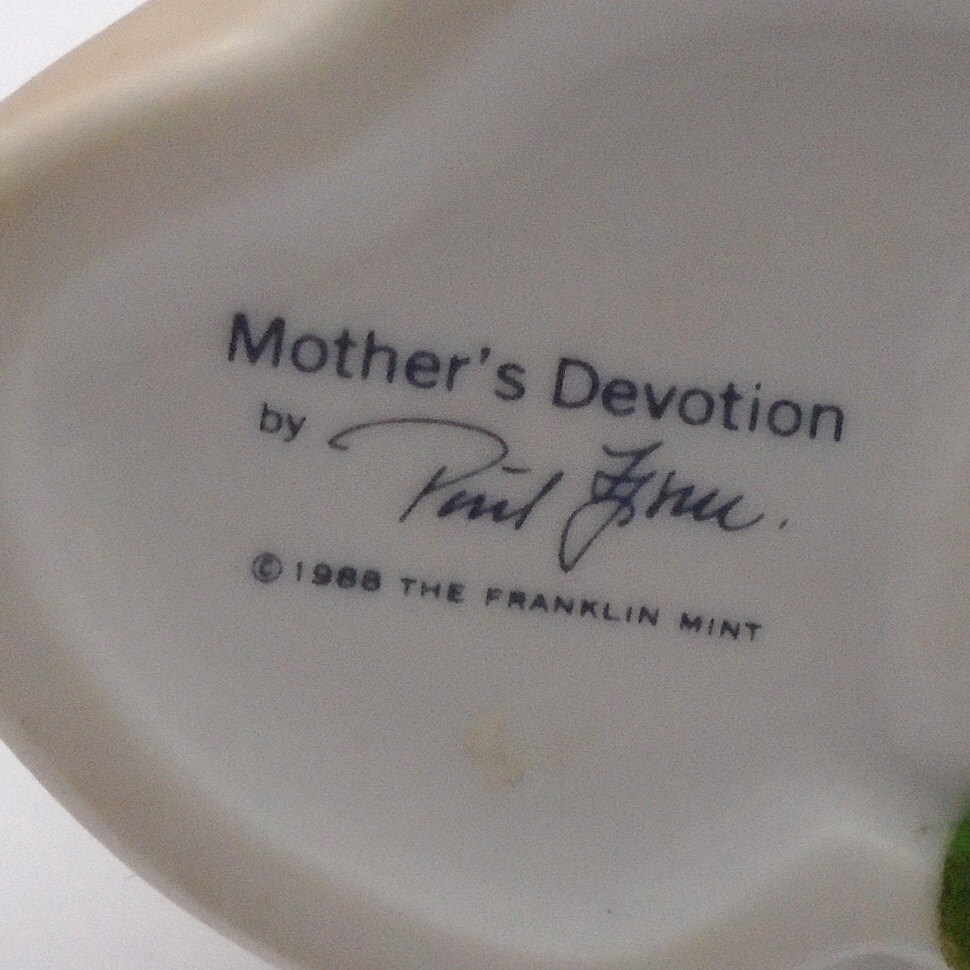 Mother's Devotion
by
© 1988 THE FRANKLIN MINT